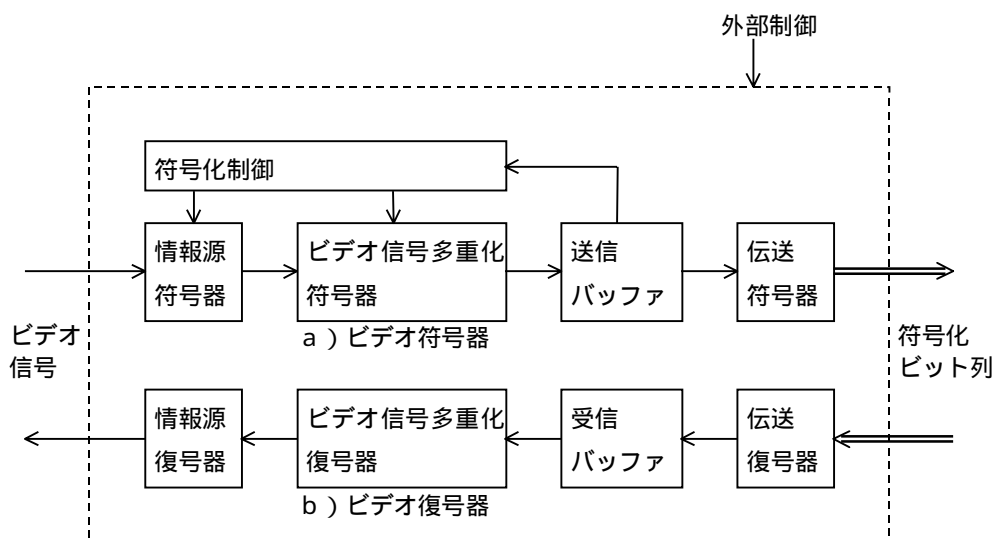 外部制御
符号化制御
情報源
符号器
ビデオ信号多重化
符号器
送信
バッファ
伝送
符号器
a ) ビデオ符号器
ビデオ
信号
符号化
ビット列
情報源
復号器
ビデオ信号多重化
復号器
受信
バッファ
伝送
復号器
b ) ビデオ復号器